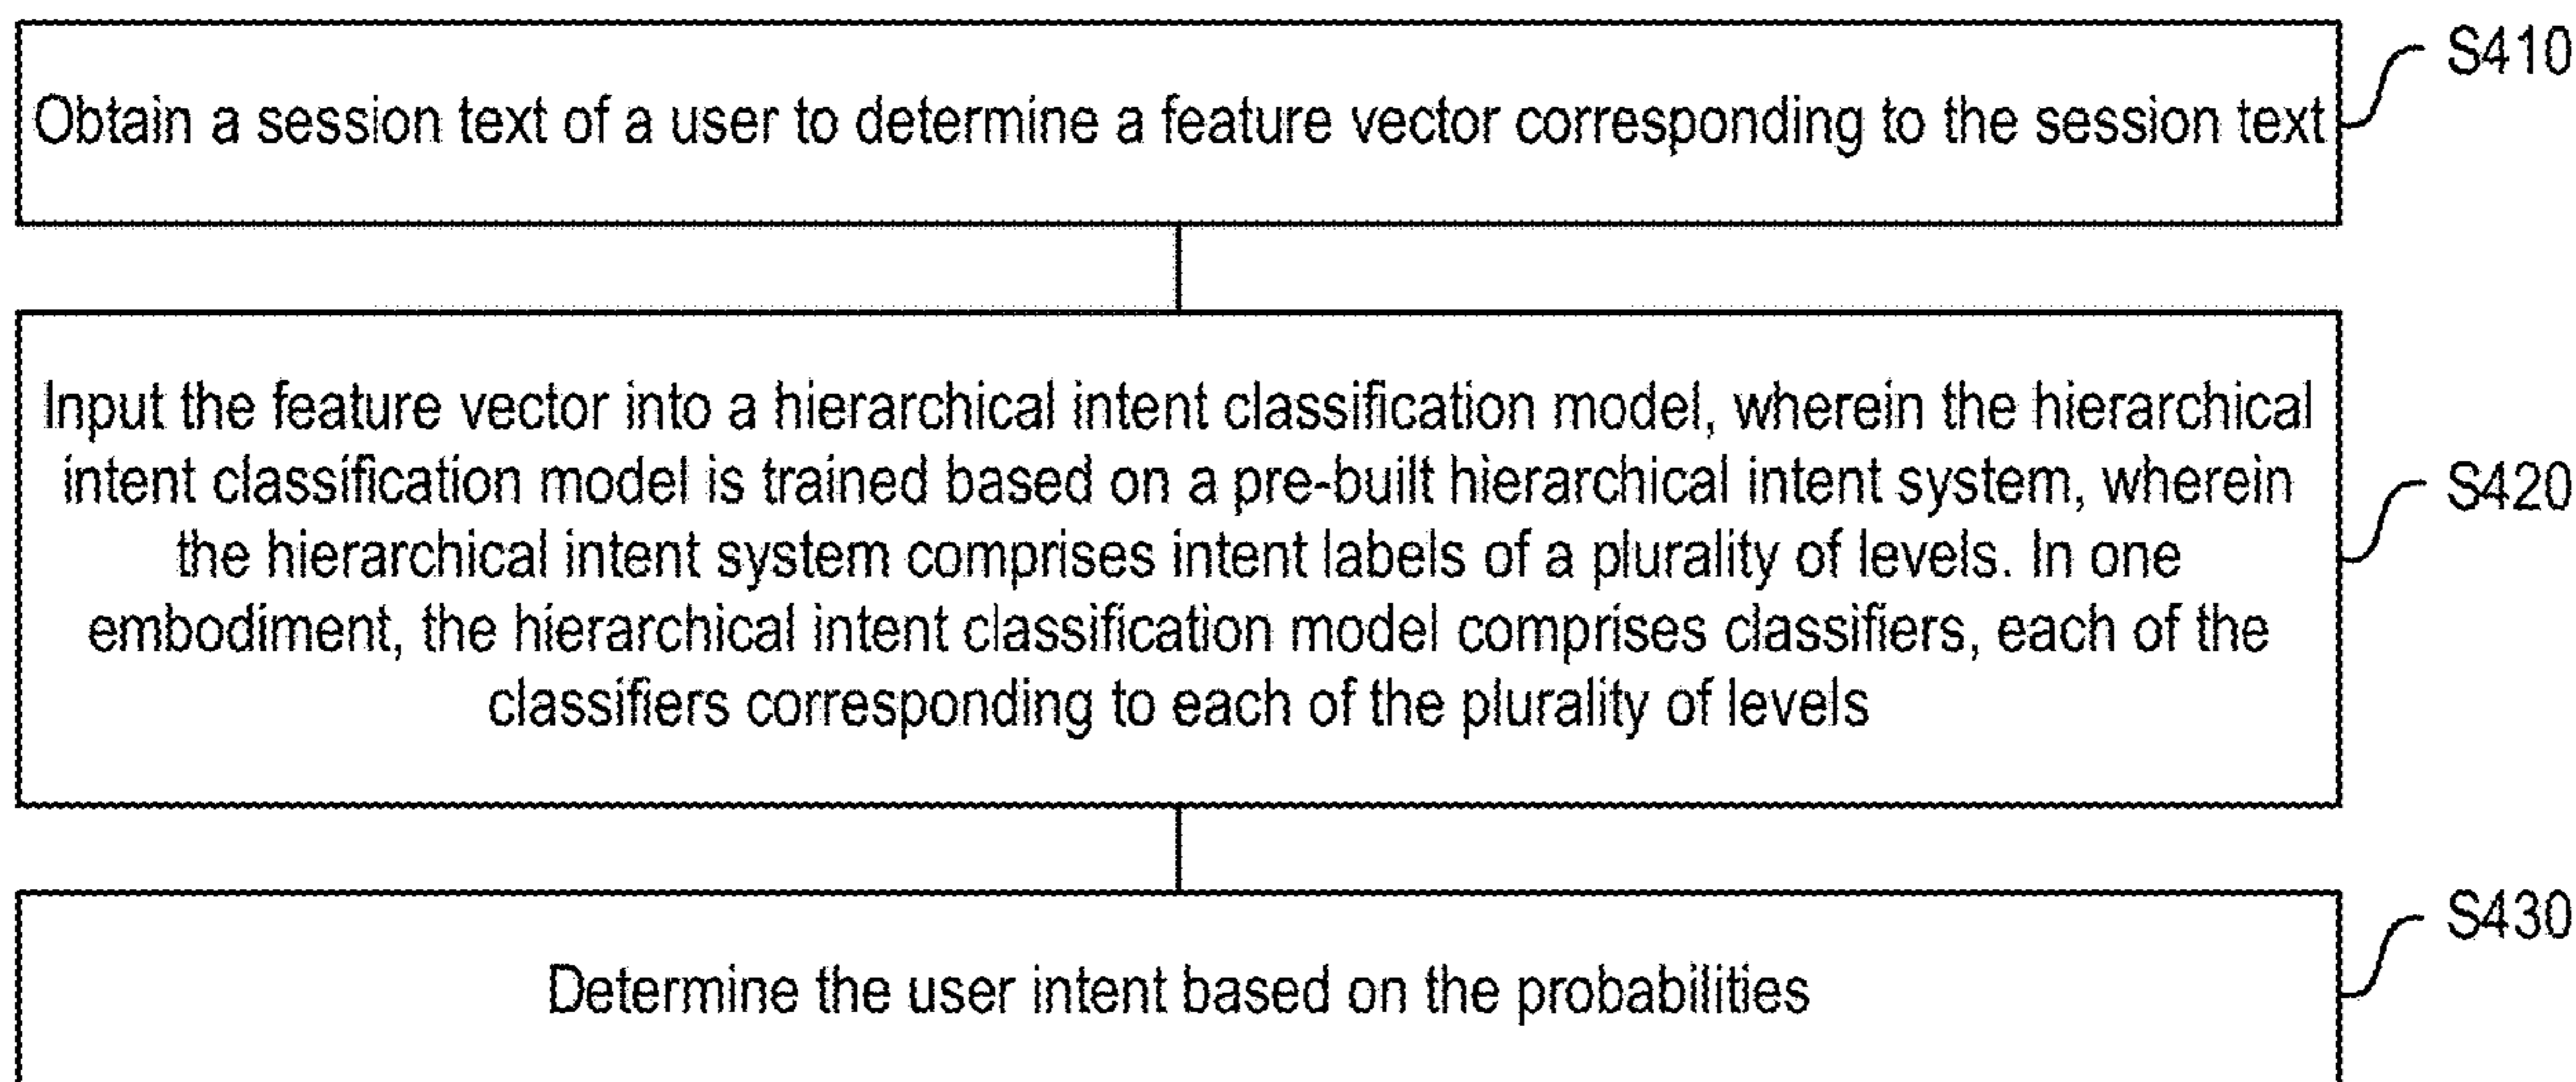 S410
Obtain a session text of a user to determine a feature vector corresponding to the session text
Input the feature vector into a hierarchical intent classification model, wherein the hierarchical
intent classification model is trained based on a pre-built hierarchical intent system, wherein
S420
the hierarchical intent system comprises intent labels of a plurality of levels. In one
embodiment, the hierarchical intent classification model comprises classifiers, each of the
classifiers corresponding to each of the plurality of levels
S430
Determine the user intent based on the probabilities